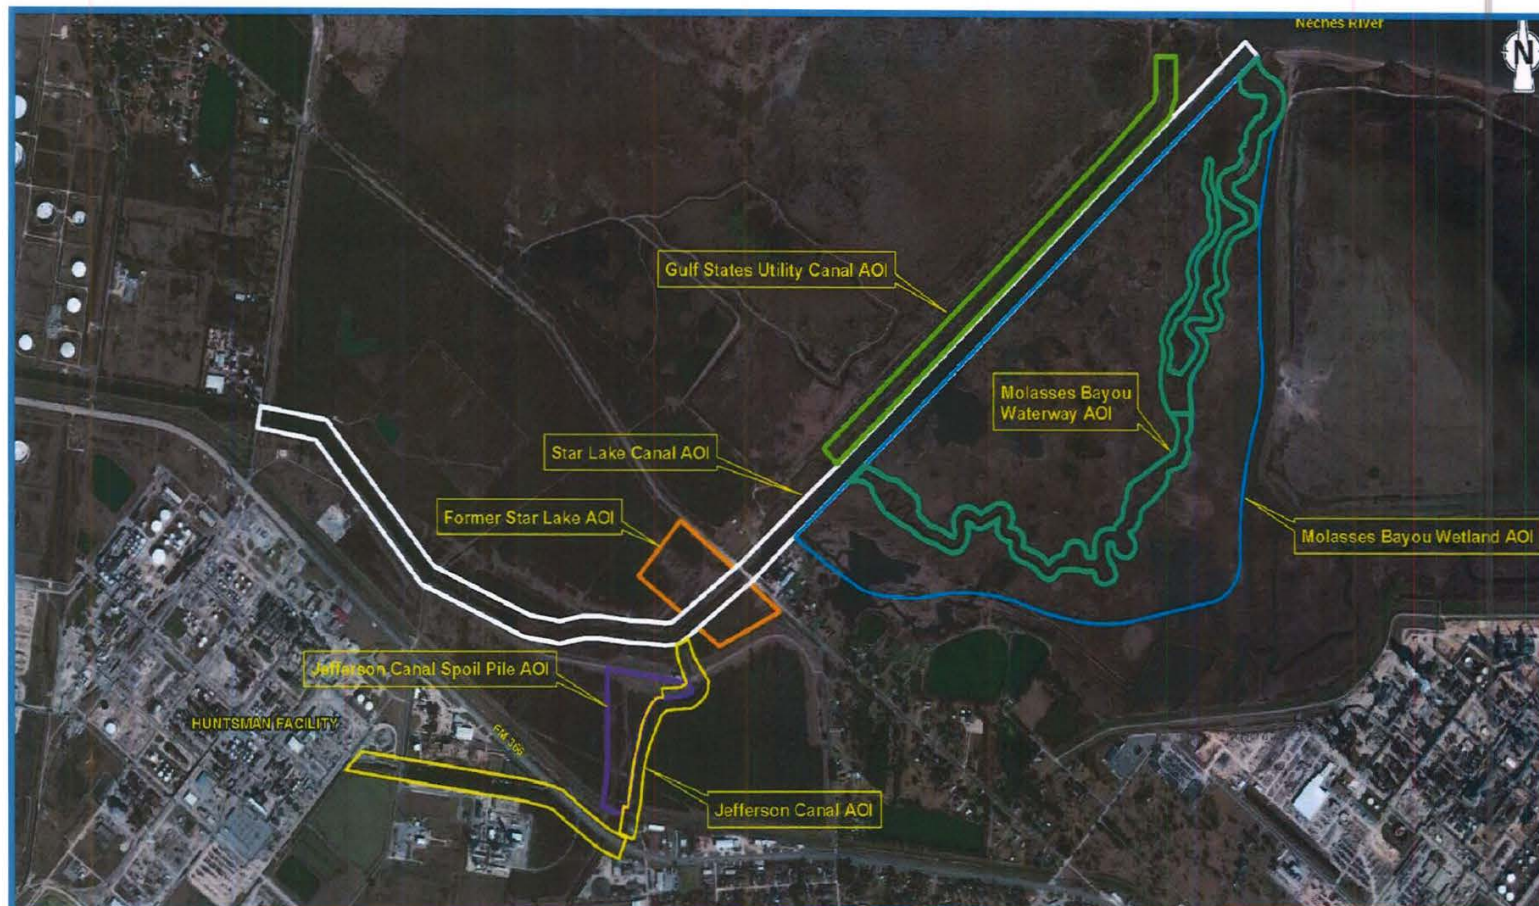 Neches River
N
Gulf States Utility Canal AOI
Molasses Bayou
Waterway AOI
Star Lake Canal AOI
Former Star Lake AOI
Molasses Bayou Wetland AOI
Jefferson Canal Spoil Pile AOI
HUNTSMAN FACILITY
FM 366
Jefferson Canal AOI